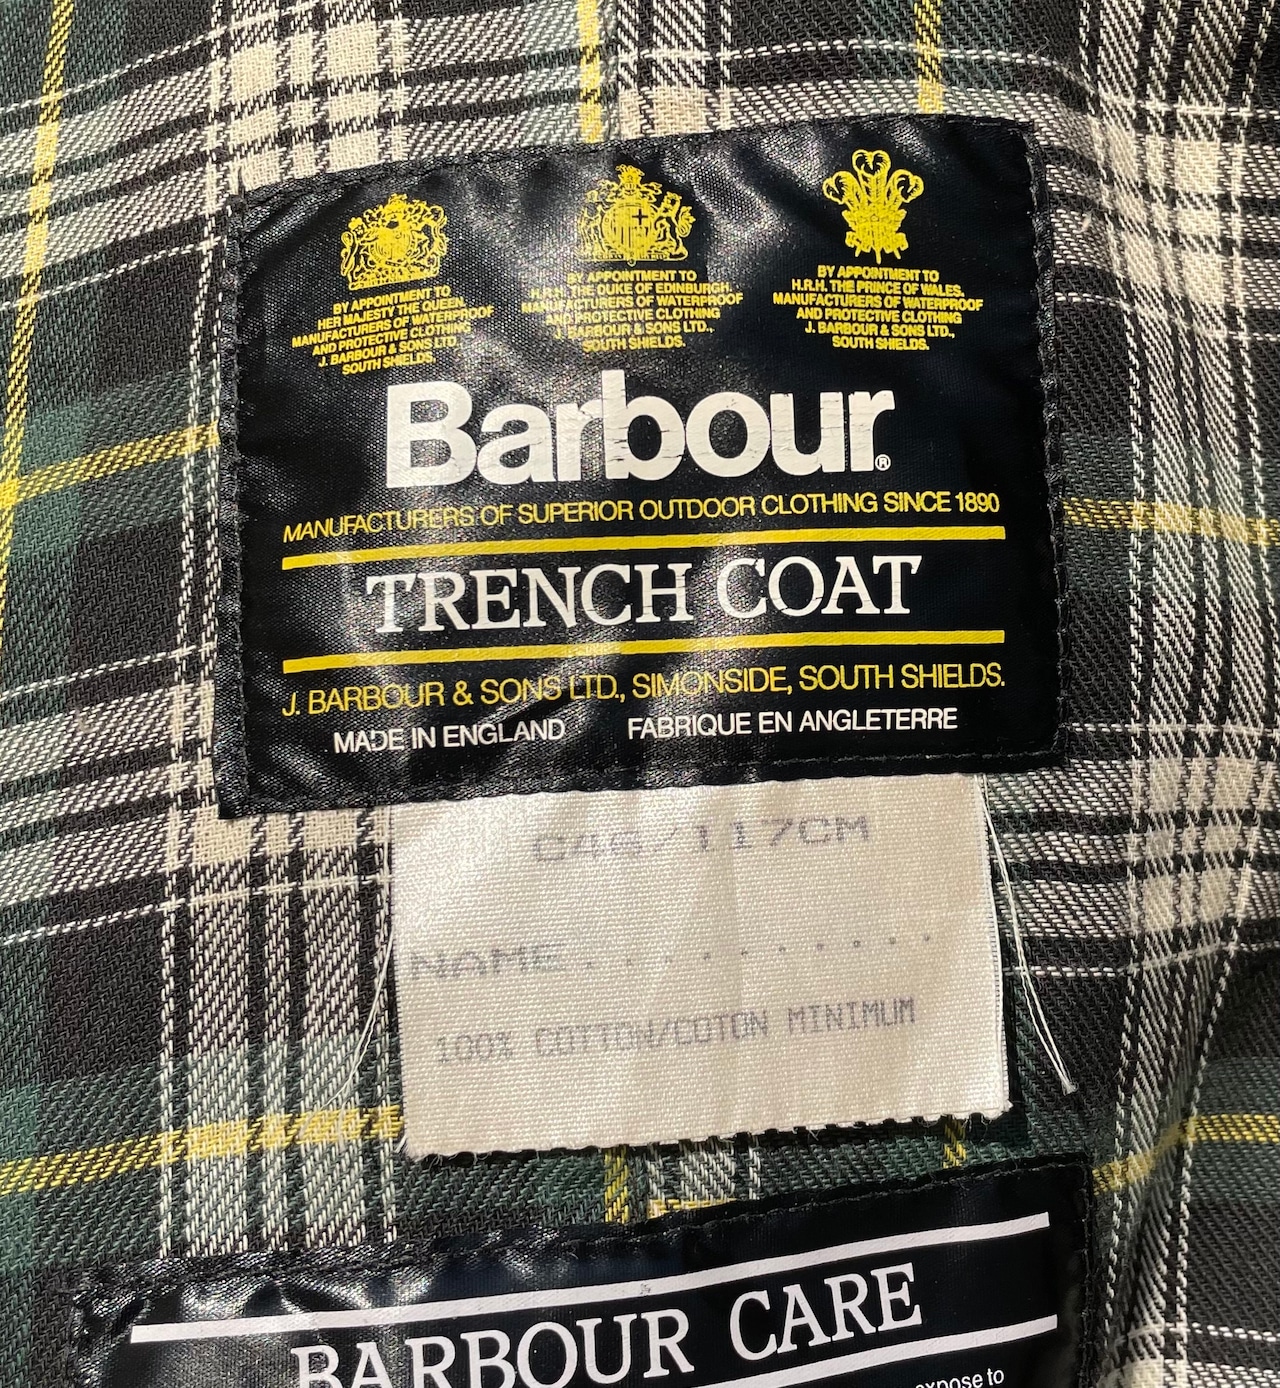 BY APPOINTMENT TO
HER MAJESTY THE QUEEN,
MANUFACTURERS OF WATERPROOF
AND PROTECTIVE CLOTHING
J. BARBOUR & SONS LTD
SOUTH SHIELDS.
BY APPOINTMENT TO
H.R.H. THE DUKE OF EDINBURGH,
MANUFACTURERS OF WATERPROOF
AND PROTECTIVE CLOTHING
J. BARBOUR & SONS LTD.,
SOUTH SHIELDS.
BY APPOINTMENT TO
H.R.H. THE PRINCE OF WALES,
MANUFACTURERS OF WATERPROOF
AND PROTECTIVE CLOTHING
J. BARBOUR & SONS LTD.,
SOUTH SHIELDS.
Barbour®
MANUFACTURERS OF SUPERIOR OUTDOOR CLOTHING SINCE 1890
TRENCH COAT
J. BARBOUR & SONS LTD., SIMONSIDE, SOUTH SHIELDS.
MADE IN ENGLAND FABRIQUE EN ANGLETERRE
C46/117CM
NAME..........
100% COTTON/COTON MINIMUM
BARBOUR CARE
expose to